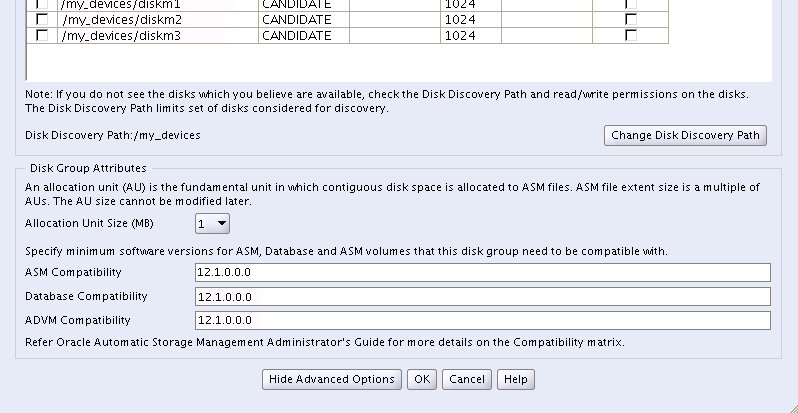 /my_devices/diskm1 CANDIDATE 1024
/my_devices/diskm2 CANDIDATE 1024
/my_devices/diskm3 CANDIDATE 1024
Note: If you do not see the disks which you believe are available, check the Disk Discovery Path and read/write permissions on the disks.
The Disk Discovery Path limits set of disks considered for discovery.
Disk Discovery Path:/my_devices
Change Disk Discovery Path
Disk Group Attributes
An allocation unit (AU) is the fundamental unit in which contiguous disk space is allocated to ASM files. ASM file extent size is a multiple of
AUs. The AU size cannot be modified later.
Allocation Unit Size (MB) 1
Specify minimum software versions for ASM, Database and ASM volumes that this disk group need to be compatible with.
ASM Compatibility 12.1.0.0.0
Database Compatibility 12.1.0.0.0
ADVM Compatibility 12.1.0.0.0
Refer Oracle Automatic Storage Management Administrator's Guide for more details on the Compatibility matrix.
Hide Advanced Options OK Cancel Help